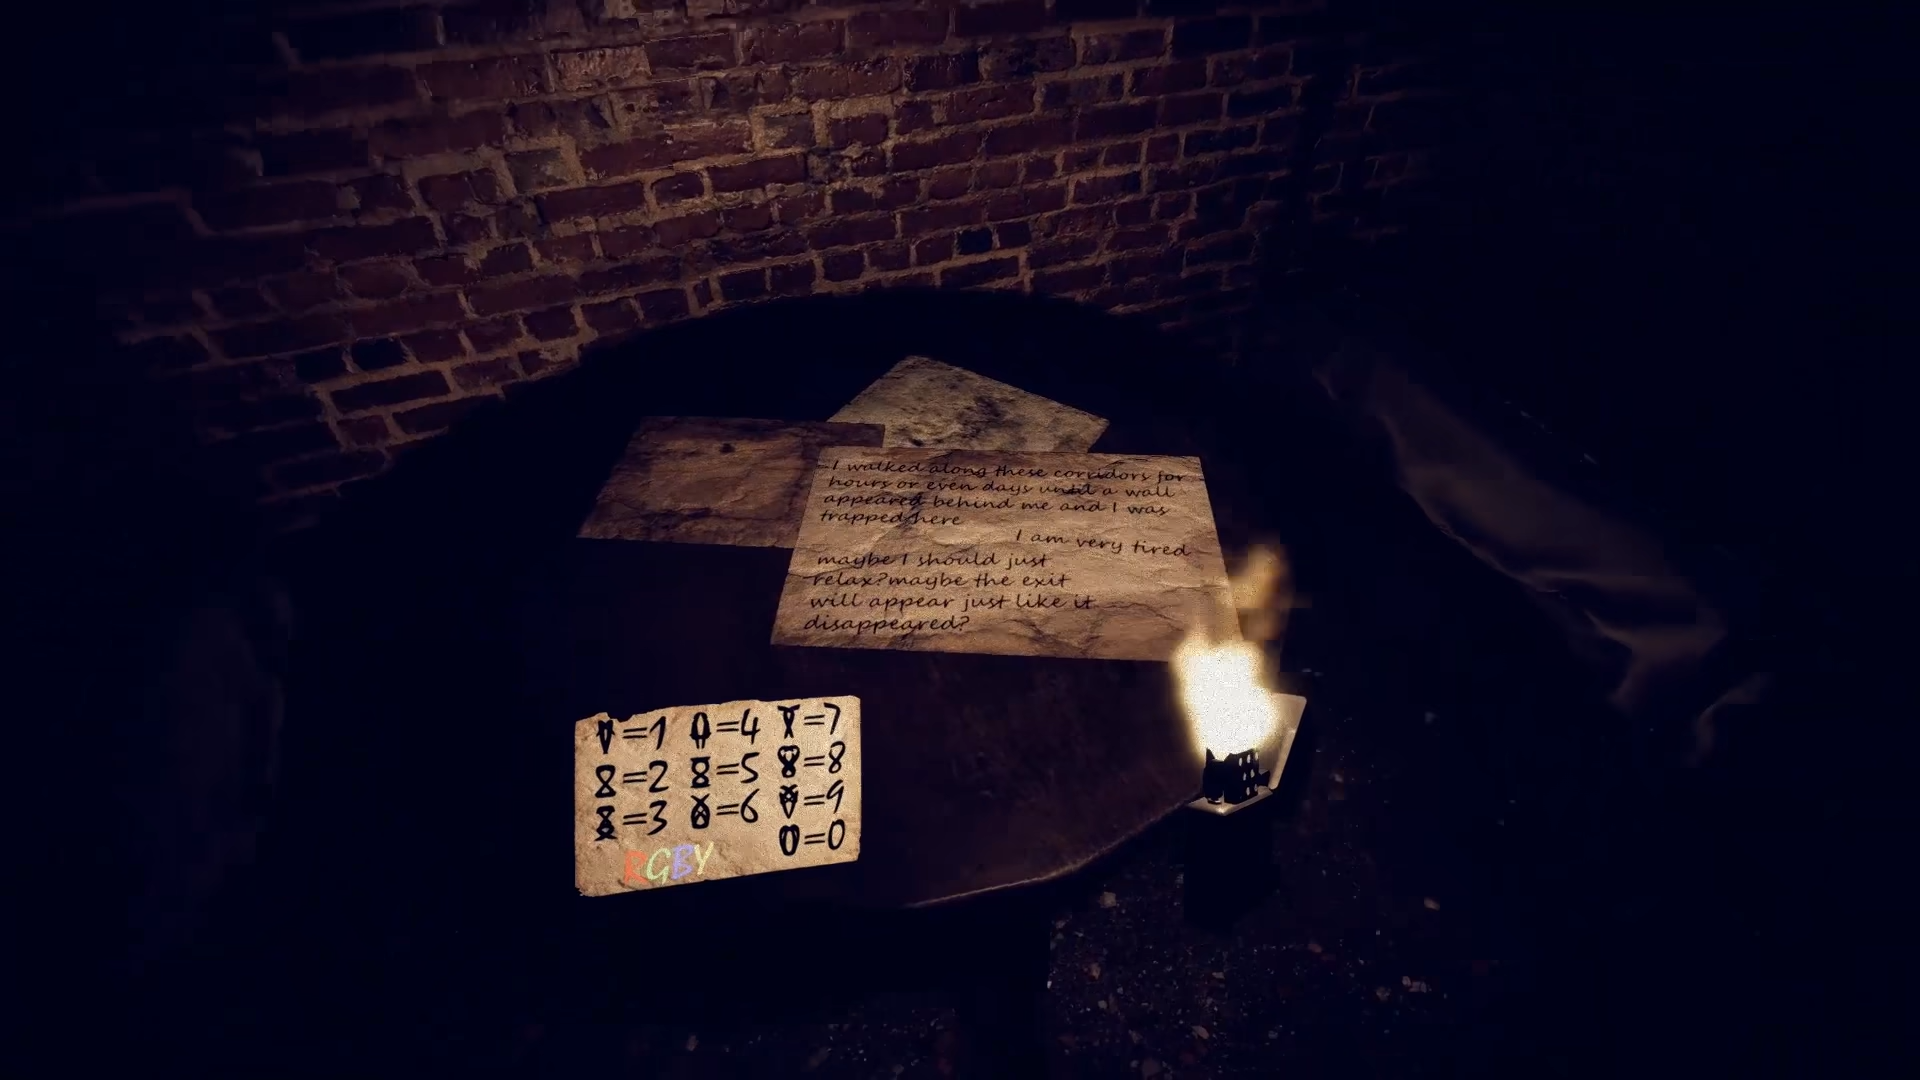 I walked along these corridors for
hours or even days until a wall
appeared behind me and I was
trapped here
I am very tired
maybe I should just
relax?maybe the exit
will appear just like it
disappeared?
=1 =4 =7
=2 =5 =8
=3 =6 =9
=0
RGBY